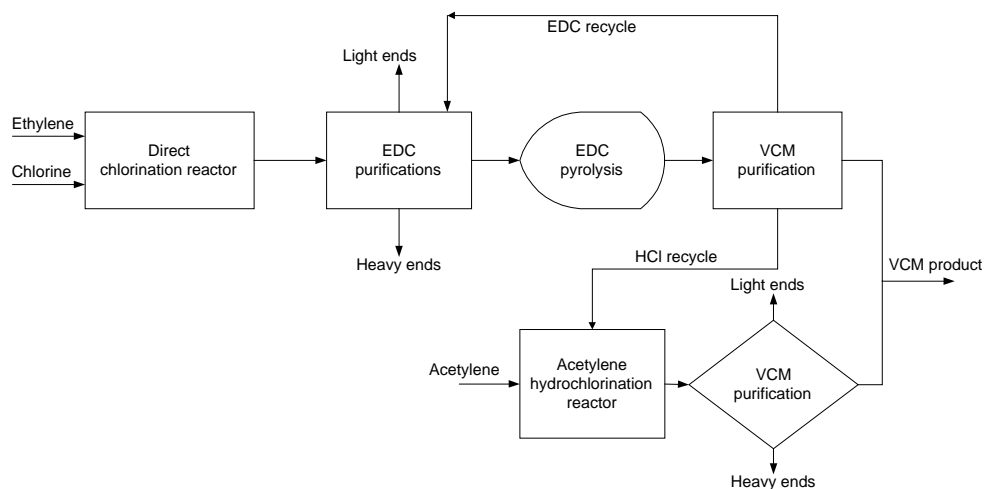 EDC recycle
Light ends
Ethylene
Chlorine
Direct
chlorination reactor
EDC
purifications
EDC
pyrolysis
VCM
purification
Heavy ends
HCl recycle
VCM product
Light ends
Acetylene
Acetylene
hydrochlorination
reactor
VCM
purification
Heavy ends